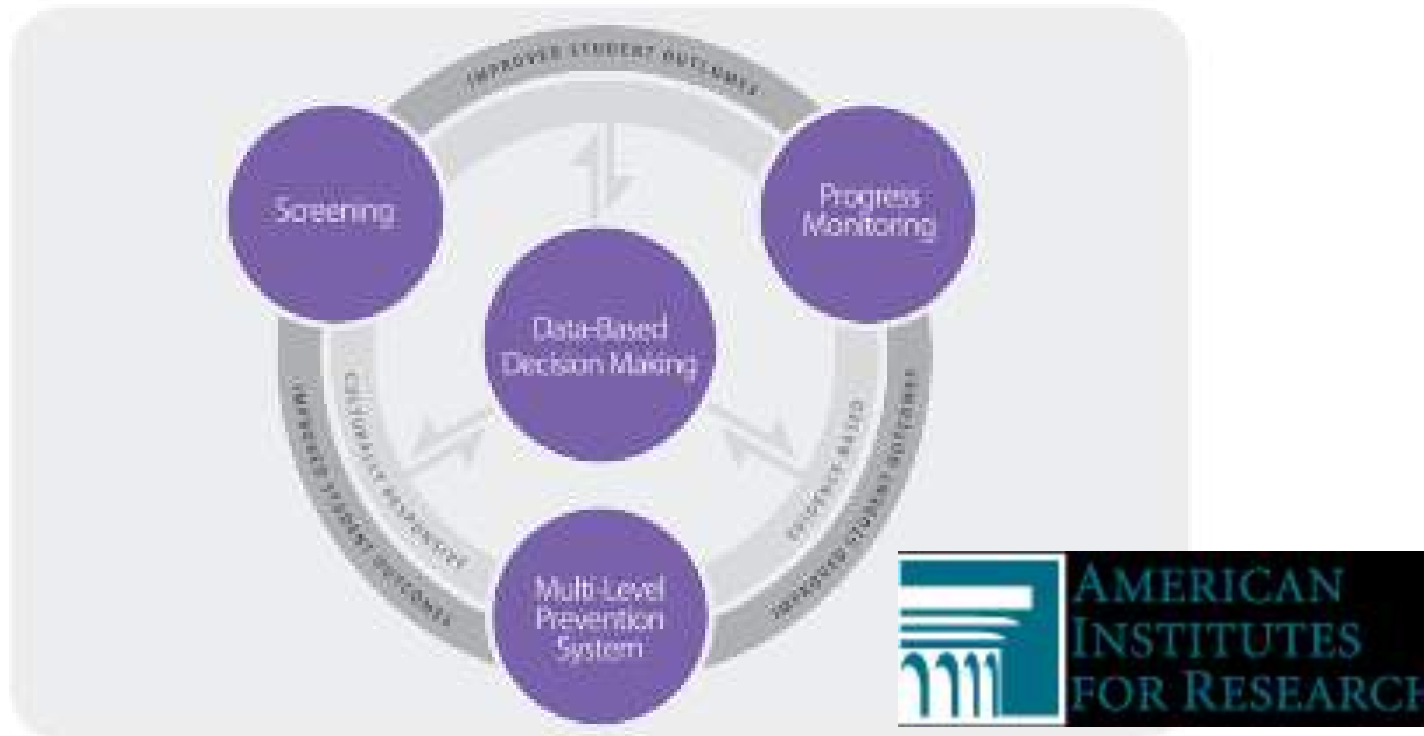 IMPROVED STUDENT OUTCOMES
Screening
Progress
Monitoring
Data-Based
Decision Making
CULTURALLY RESPONSIVE
EVIDENCE BASED
IMPROVED STUDENT OUTCOMES
IMPROVED STUDENT OUTCOMES
Multi-Level
Prevention
System
AMERICAN
INSTITUTES
FOR RESEARCH